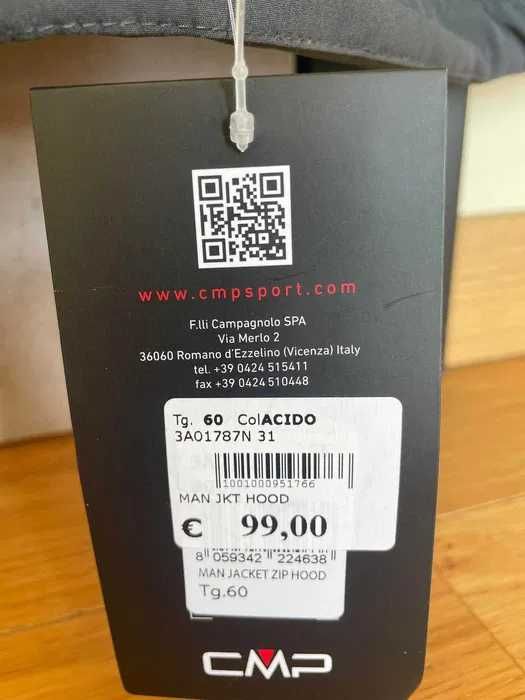 www.cmpsport.com
F.lli Campagnolo SPA
Via Merlo 2
36060 Romano d'Ezzelino (Vicenza) Italy
tel. +39 0424 515411
fax +39 0424 510448
Tg. 60 ColACIDO
3A01787N 31
1001000951766
MAN JKT HOOD
€ 99,00
8 059342 224638
MAN JACKET ZIP HOOD
Tg.60
CMP